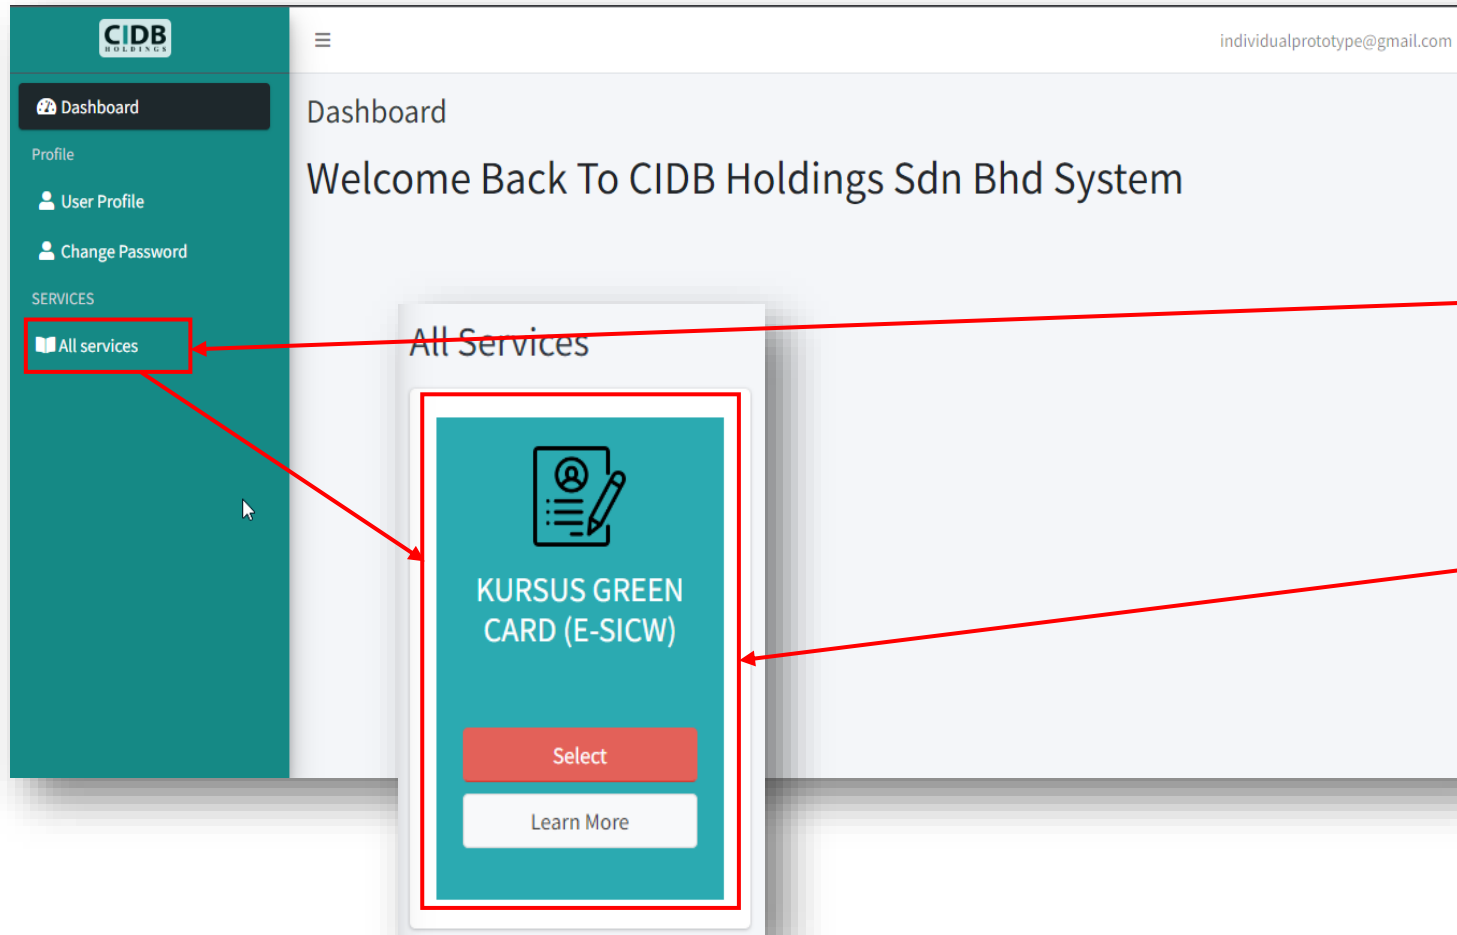 CIDB
HOLDINGS
individualprototype@gmail.com
Dashboard
Profile
User Profile
Change Password
SERVICES
All services
Dashboard
Welcome Back To CIDB Holdings Sdn Bhd System
All Services
KURSUS GREEN
CARD (E-SICW)
Select
Learn More